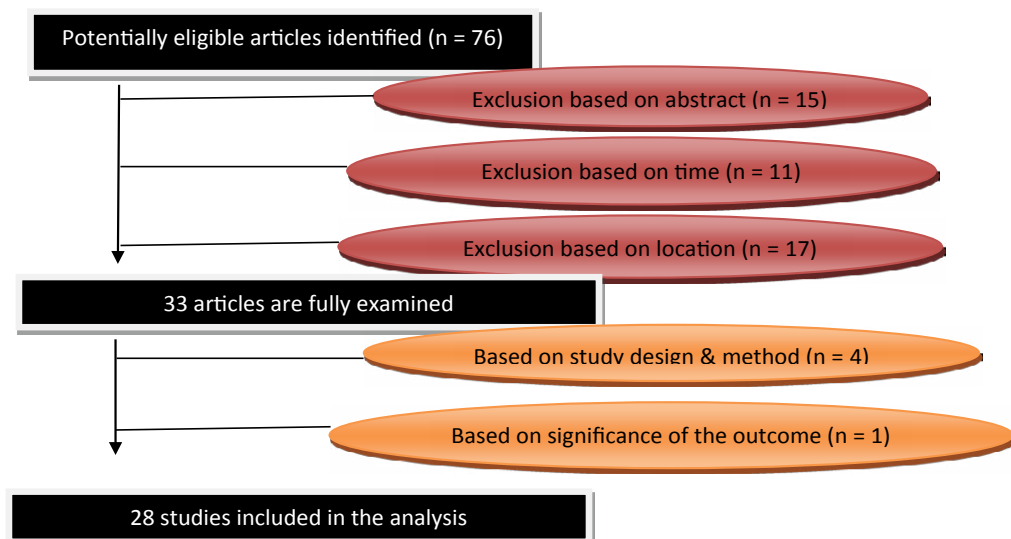 Potentially eligible articles identified (n = 76)
Exclusion based on abstract (n = 15)
Exclusion based on time (n = 11)
Exclusion based on location (n = 17)
33 articles are fully examined
Based on study design & method (n = 4)
Based on significance of the outcome (n = 1)
28 studies included in the analysis